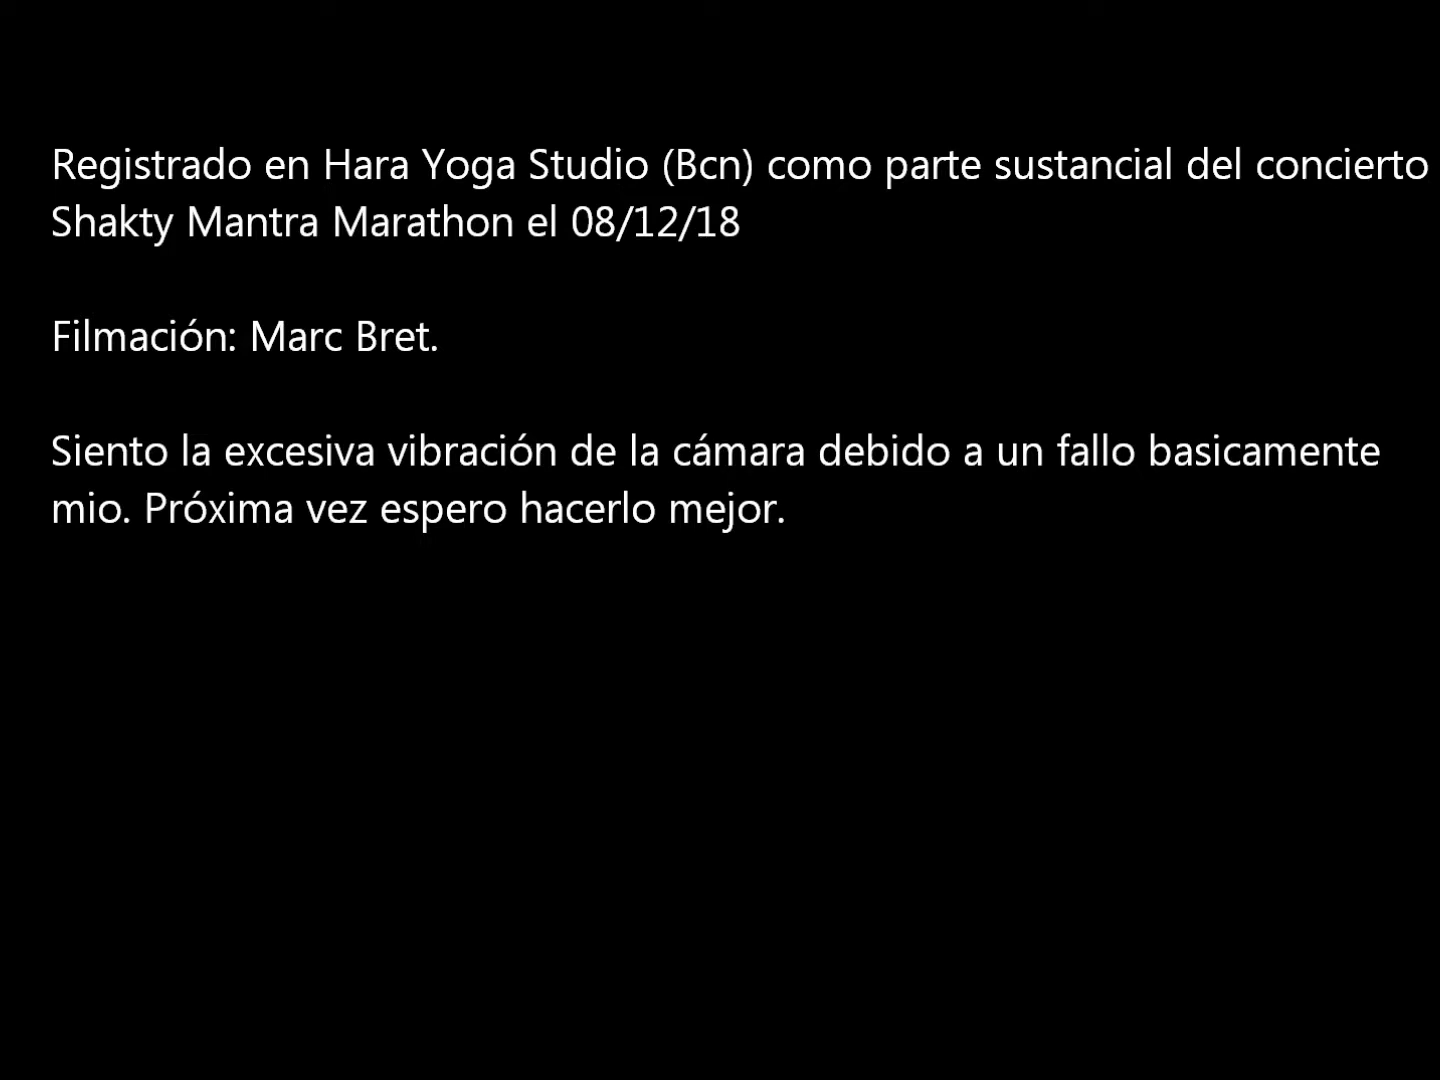 Registrado en Hara Yoga Studio (Bcn) como parte sustancial del concierto
Shakty Mantra Marathon el 08/12/18
Filmación: Marc Bret.
Siento la excesiva vibración de la cámara debido a un fallo basicamente
mio. Próxima vez espero hacerlo mejor.